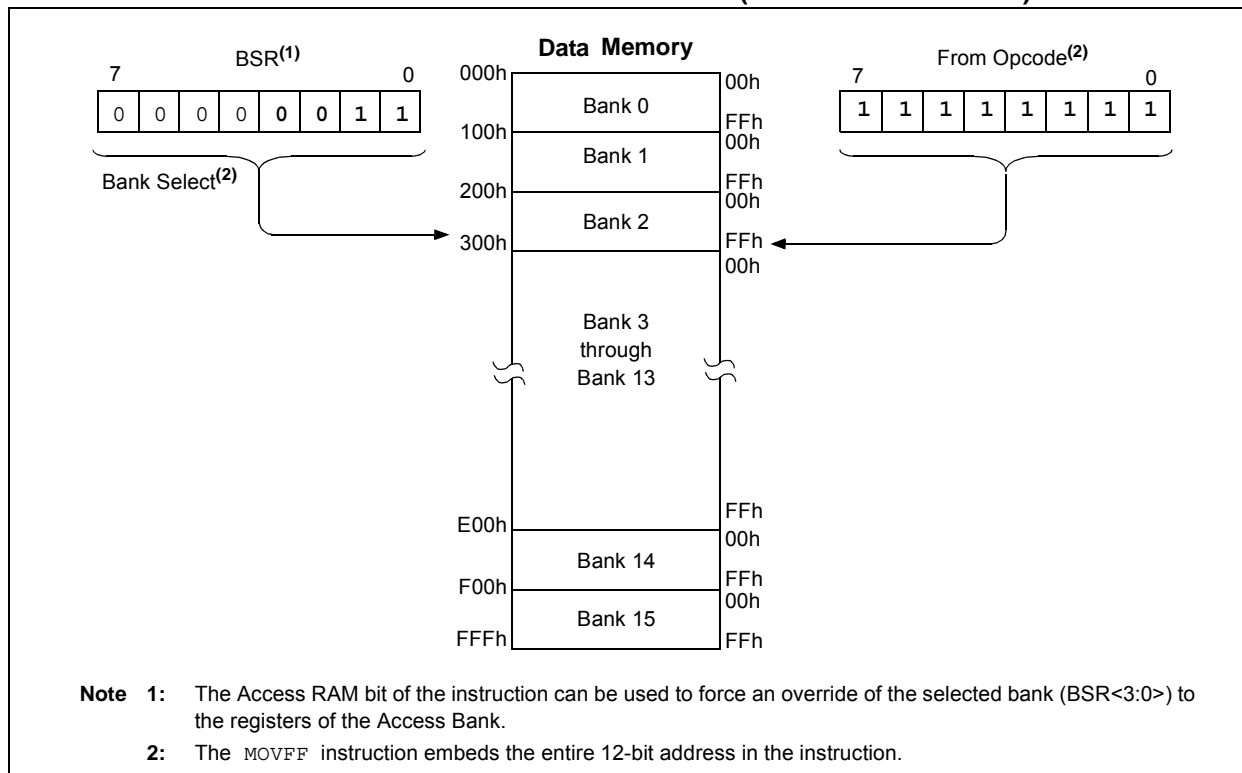 Data Memory
BSR(1)
7 0
0 0 0 0 0 0 1 1
Bank Select(2)
From Opcode(2)
7 0
1 1 1 1 1 1 1 1
000h
00h
Bank 0
FFh
100h
00h
Bank 1
FFh
200h
00h
Bank 2
FFh
300h
00h
Bank 3
through
Bank 13
FFh
E00h
00h
Bank 14
FFh
F00h
00h
Bank 15
FFFh
FFh
Note 1: The Access RAM bit of the instruction can be used to force an override of the selected bank (BSR<3:0>) to
the registers of the Access Bank.
2: The MOVFF instruction embeds the entire 12-bit address in the instruction.